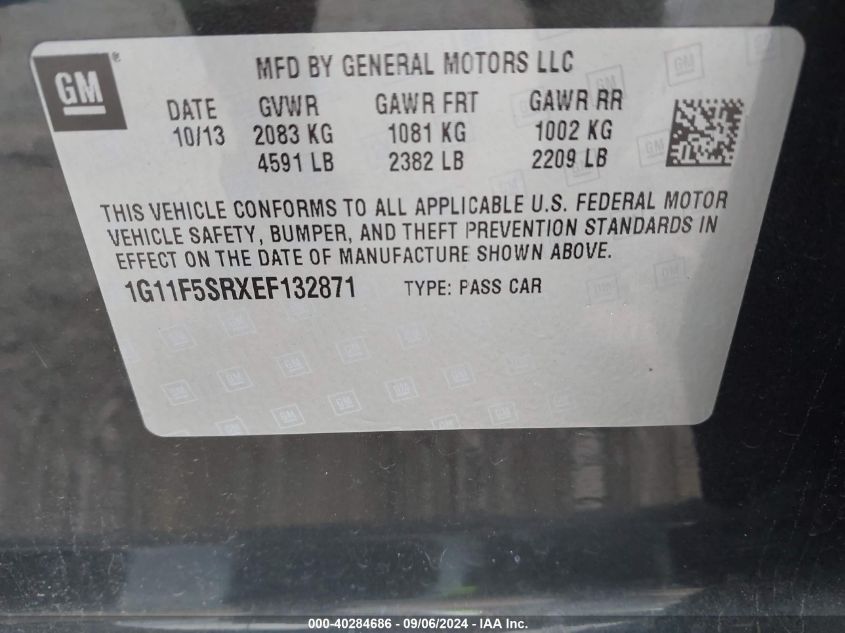 GM ®
MFD BY GENERAL MOTORS LLC
DATE GVWR GAWR FRT GAWR RR
10/13 2083 KG 1081 KG 1002 KG
4591 LB 2382 LB 2209 LB
THIS VEHICLE CONFORMS TO ALL APPLICABLE U.S. FEDERAL MOTOR
VEHICLE SAFETY, BUMPER, AND THEFT PREVENTION STANDARDS IN
EFFECT ON THE DATE OF MANUFACTURE SHOWN ABOVE.
1G11F5SRXEF132871 TYPE: PASS CAR
000-40284686 - 09/06/2024 - IAA Inc.